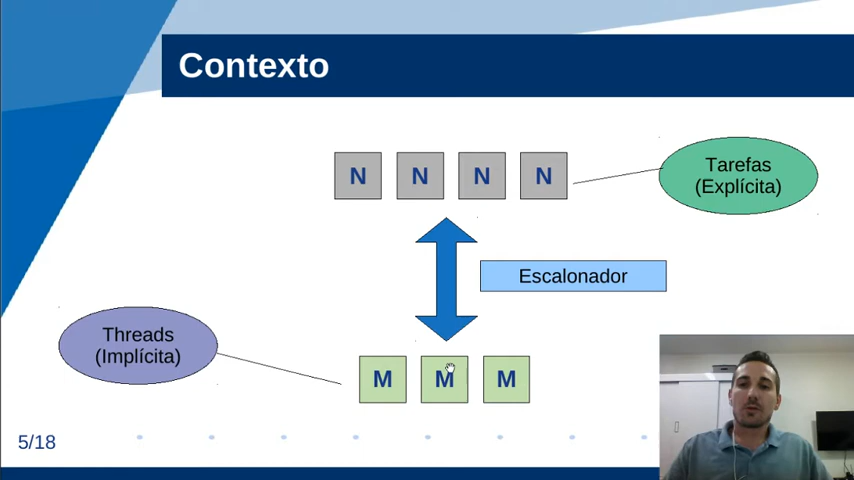 Contexto
N N N N
Tarefas
(Explícita)
Escalonador
Threads
(Implícita)
M M M
5/18